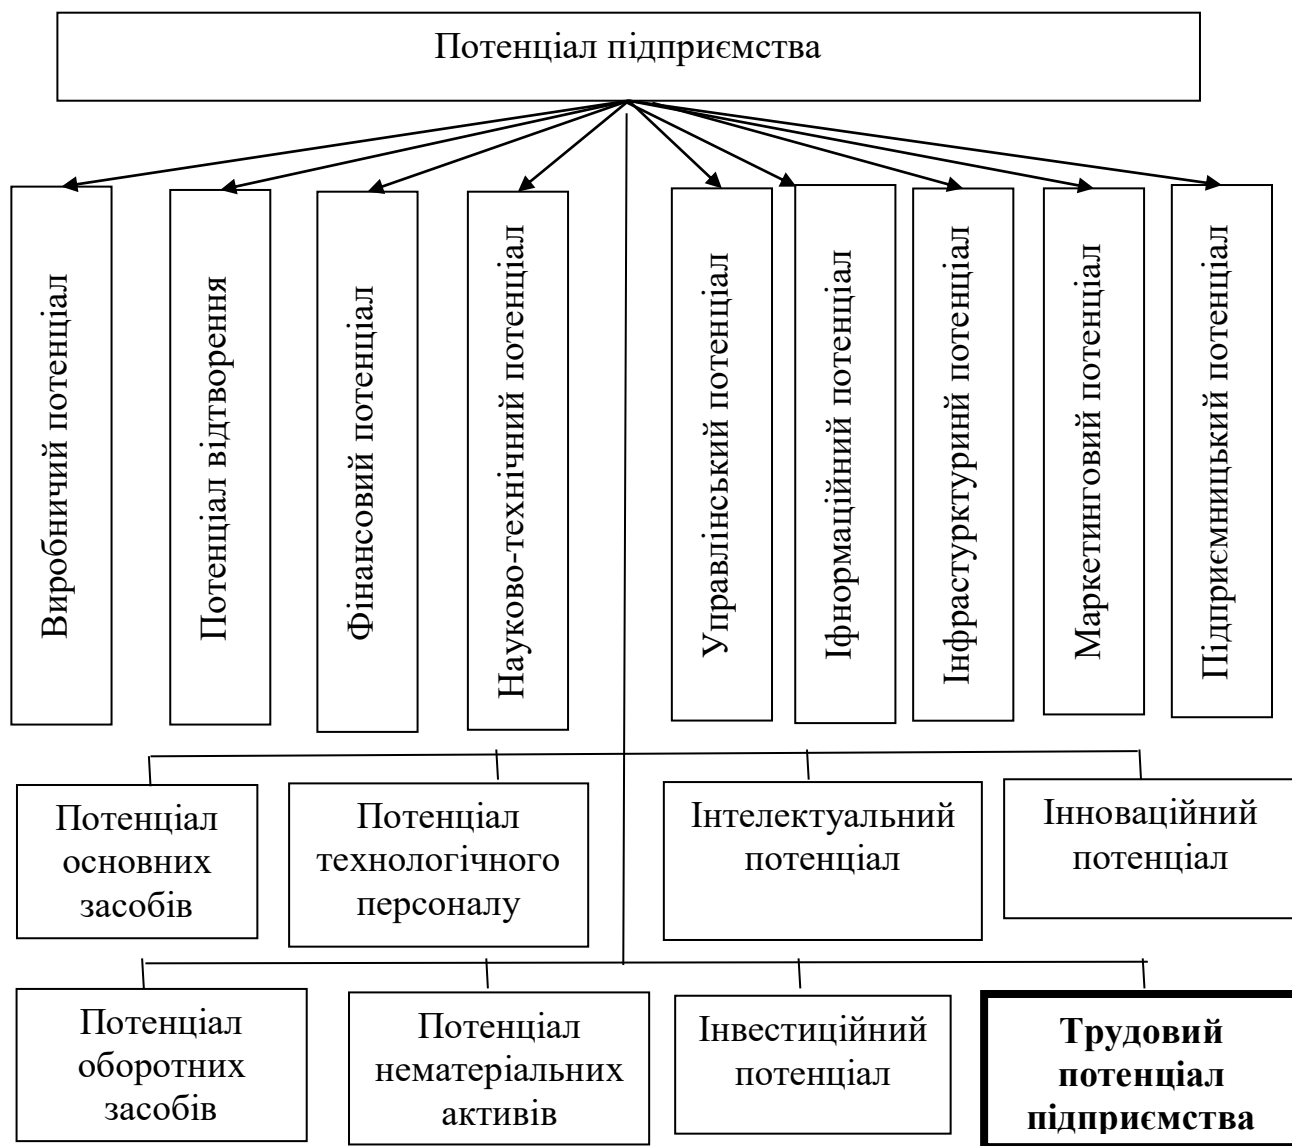 Потенціал підприємства
Виробничий потенціал
Потенціал відтворення
Фінансовий потенціал
Науково-технічний потенціал
Управлінський потенціал
Іфнормаційний потенціал
Інфрастурктуринй потенціал
Маркетинговий потенціал
Підприємницький потенціал
Потенціал
основних
засобів
Потенціал
технологічного
персоналу
Інтелектуальний
потенціал
Інноваційний
потенціал
Потенціал
оборотних
засобів
Потенціал
нематеріальних
активів
Інвестиційний
потенціал
Трудовий
потенціал
підприємства